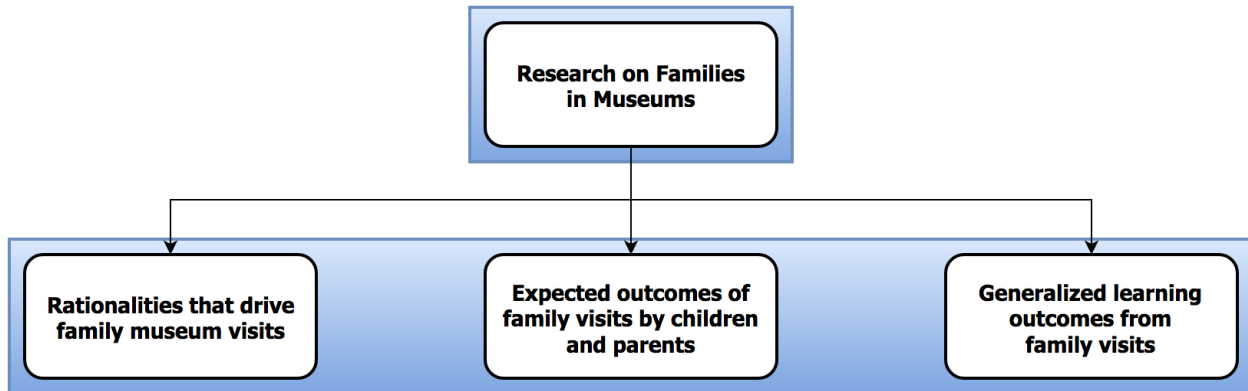 Research on Families
in Museums
Rationalities that drive
family museum visits
Expected outcomes of
family visits by children
and parents
Generalized learning
outcomes from
family visits